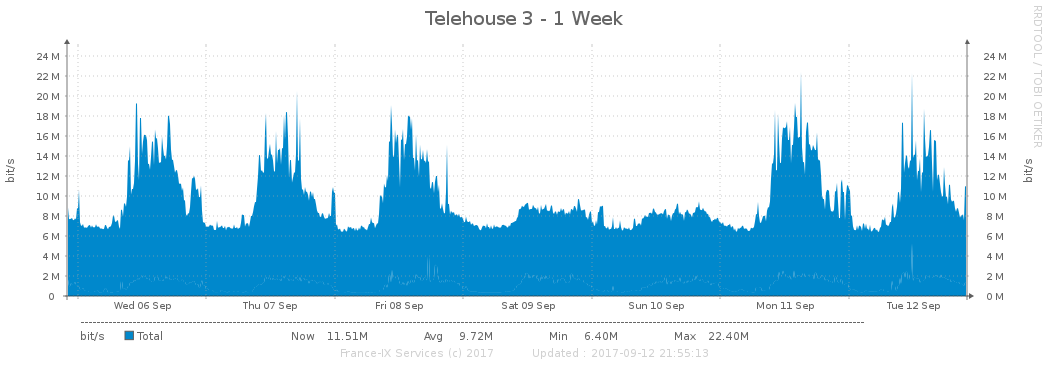 Telehouse 3 - 1 Week
RRDTOOL / TOBI OETIKER
24 M 24 M
22 M 22 M
20 M 20 M
18 M 18 M
16 M 16 M
14 M 14 M
12 M 12 M
10 M 10 M
8 M 8 M
6 M 6 M
4 M 4 M
2 M 2 M
0 0 M
bit/s
bit/s
Wed 06 Sep Thu 07 Sep Fri 08 Sep Sat 09 Sep Sun 10 Sep Mon 11 Sep Tue 12 Sep
bit/s Total Now 11.51M Avg 9.72M Min 6.40M Max 22.40M
France-IX Services (c) 2017 Updated : 2017-09-12 21:55:13